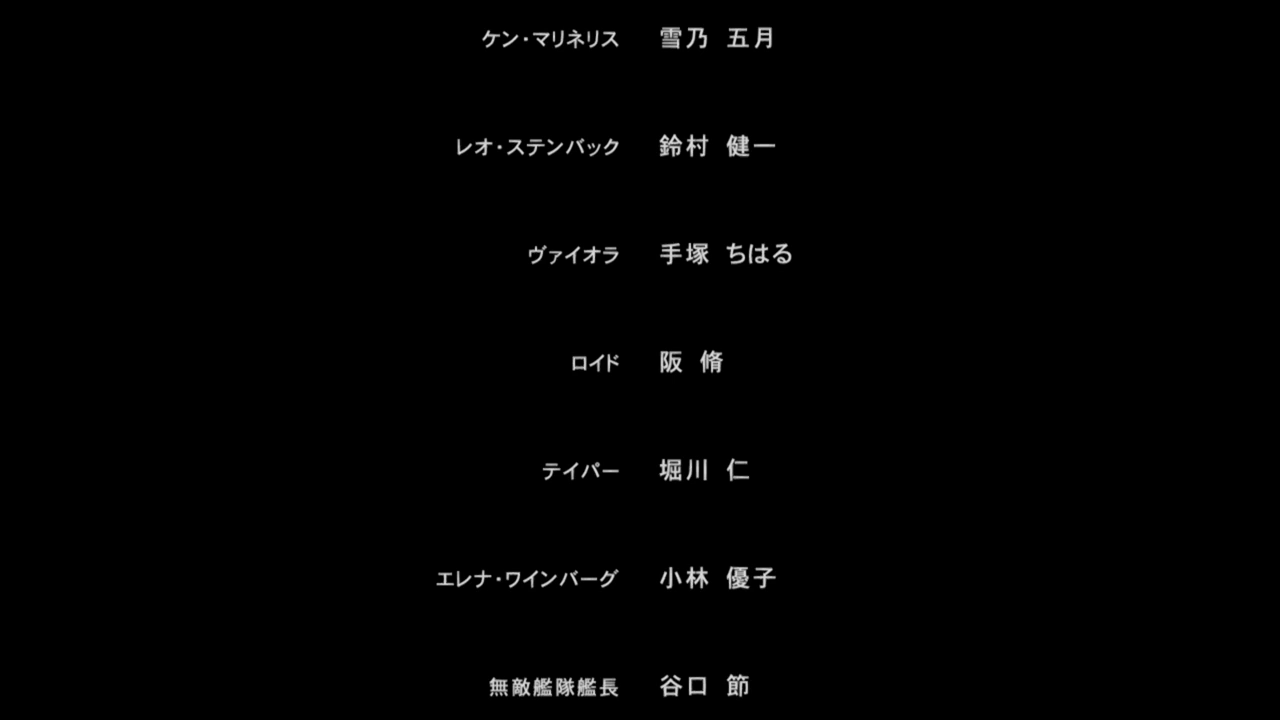 ケン・マリネリス 雪乃 五月
レオ・ステンバック 鈴村 健一
ヴァイオラ 手塚 ちはる
ロイド 阪 脩
テイパー 堀川 仁
エレナ・ワインバーグ 小林 優子
無敵艦隊艦長 谷口 節